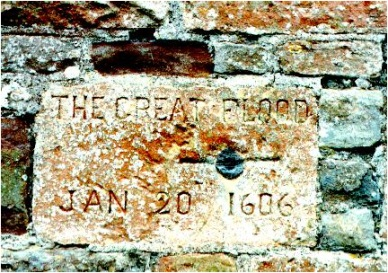 THE GREAT FLOOD
JAN 20TH 1606